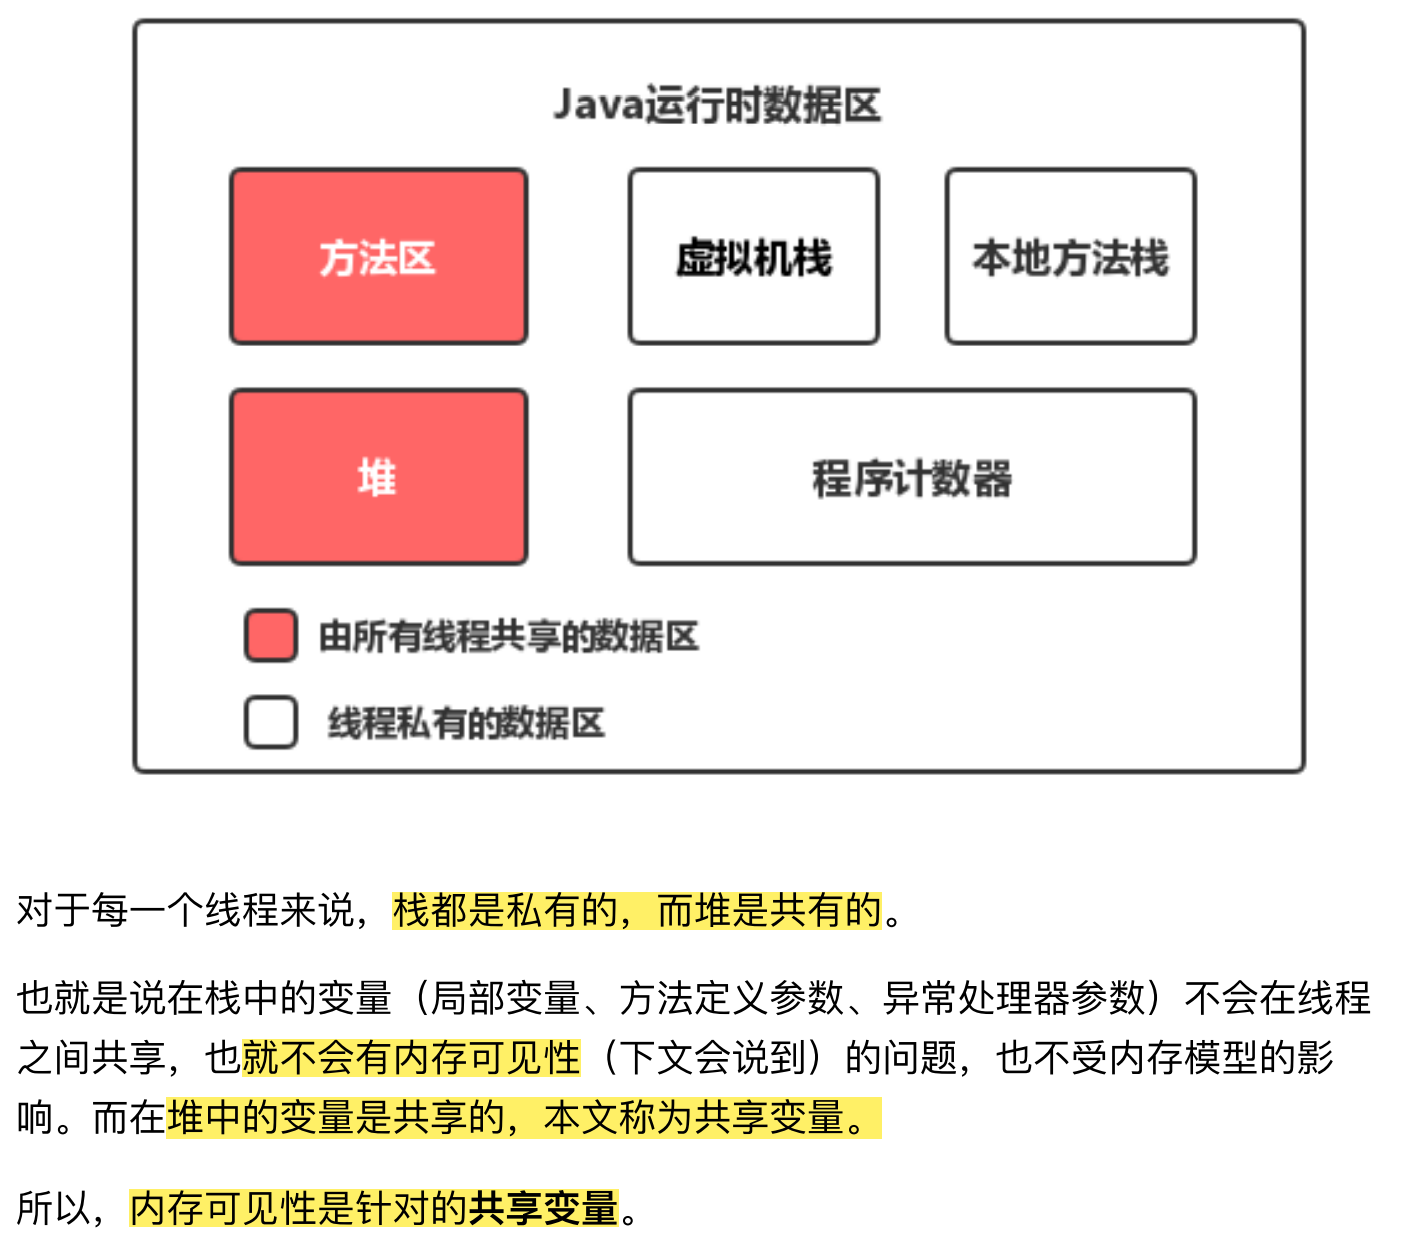 Java运行时数据区
方法区
虚拟机栈
本地方法栈
堆
程序计数器
由所有线程共享的数据区
线程私有的数据区
对于每一个线程来说，栈都是私有的，而堆是共有的。
也就是说在栈中的变量（局部变量、方法定义参数、异常处理器参数）不会在线程
之间共享，也就不会有内存可见性（下文会说到）的问题，也不受内存模型的影
响。而在堆中的变量是共享的，本文称为共享变量。
所以，内存可见性是针对的共享变量。